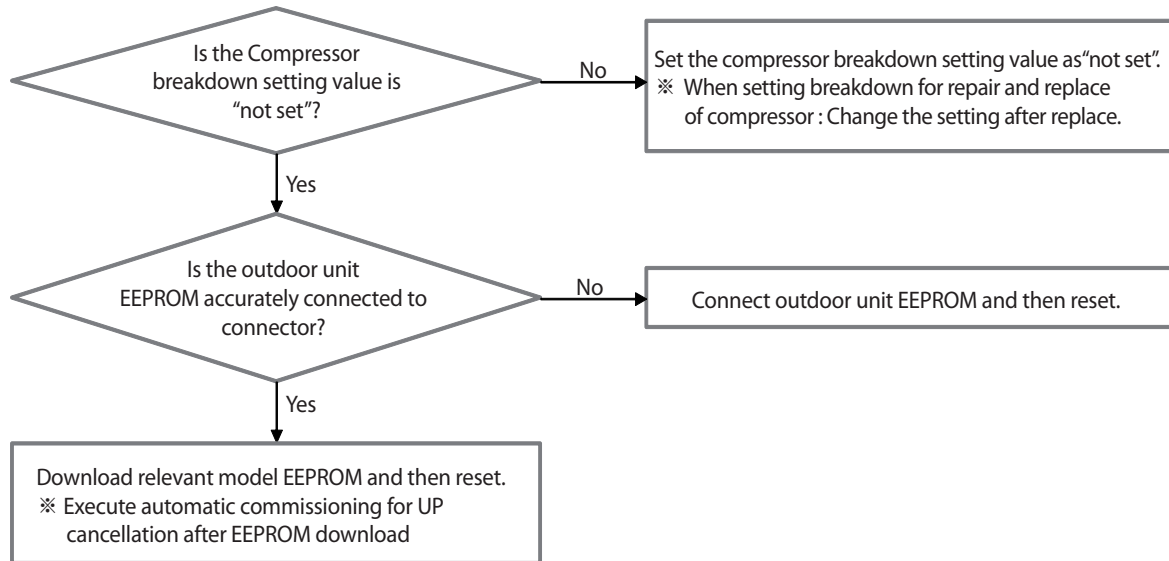 Is the Compressor
breakdown setting value is
“not set”?
No
Set the compressor breakdown setting value as“not set”.
※ When setting breakdown for repair and replace
of compressor : Change the setting after replace.
Yes
Is the outdoor unit
EEPROM accurately connected to
connector?
No
Connect outdoor unit EEPROM and then reset.
Yes
Download relevant model EEPROM and then reset.
※ Execute automatic commissioning for UP
cancellation after EEPROM download